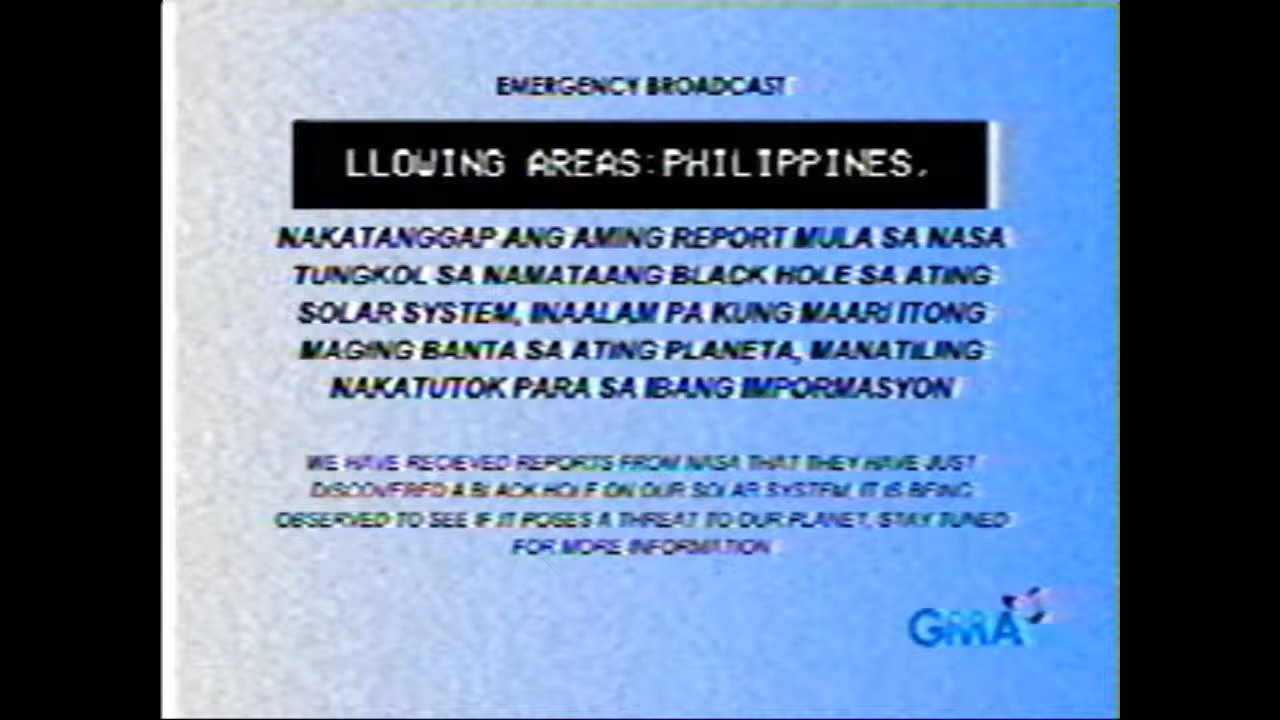 EMERGENCY BROADCAST
LLOWING AREAS:PHILIPPINES.
NAKATANGGAP ANG AMING REPORT MULA SA NASA
TUNGKOL SA NAMATAANG BLACK HOLE SA ATING
SOLAR SYSTEM, INAALAM PA KUNG MAARI ITONG
MAGING BANTA SA ATING PLANETA, MANATILING
NAKATUTOK PARA SA IBANG IMPORMASYON
WE HAVE RECIEVED REPORTS FROM NASA THAT THEY HAVE JUST
DISCOVERED A BLACK HOLE ON OUR SOLAR SYSTEM, IT IS BEING
OBSERVED TO SEE IF IT POSES A THREAT TO OUR PLANET, STAY TUNED
FOR MORE INFORMATION
GMA